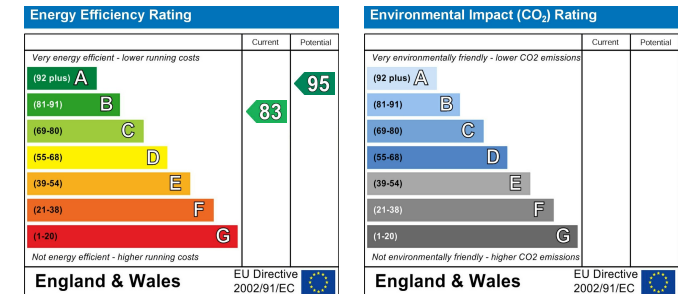 Energy Efficiency Rating
Current Potential
Very energy efficient - lower running costs
(92 plus) A
95
(81-91) B
83
(69-80) C
(55-68) D
(39-54) E
(21-38) F
(1-20) G
Not energy efficient - higher running costs
England & Wales
EU Directive
2002/91/EC
Environmental Impact (CO₂) Rating
Current Potential
Very environmentally friendly - lower CO2 emissions
(92 plus) A
(81-91) B
(69-80) C
(55-68) D
(39-54) E
(21-38) F
(1-20) G
Not environmentally friendly - higher CO2 emissions
England & Wales
EU Directive
2002/91/EC